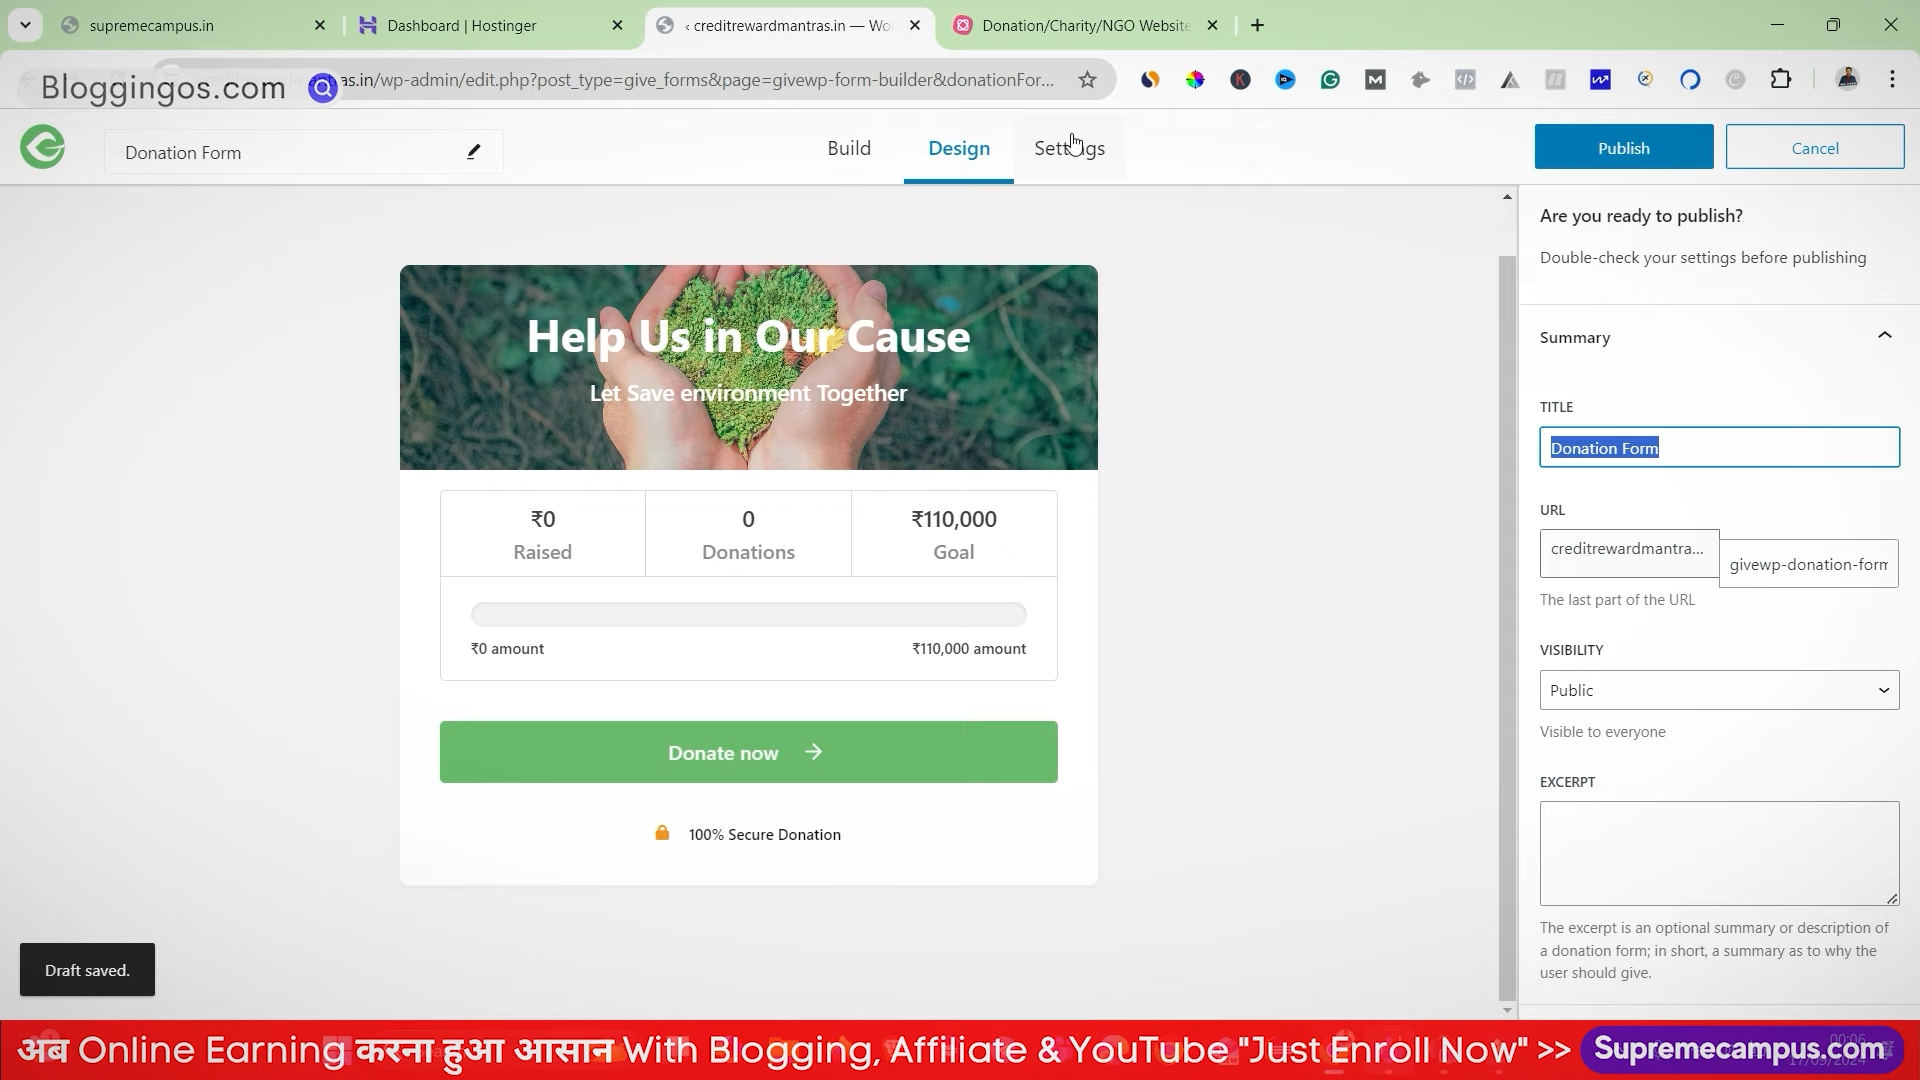 supremecampus.in
Dashboard | Hostinger
‹ creditrewardmantras.in — Wo
Donation/Charity/NGO Website
Bloggingos.com
as.in/wp-admin/edit.php?post_type=give_forms&page=givewp-form-builder&donationFor...
Donation Form
Build
Design
Settings
Publish
Cancel
Are you ready to publish?
Double-check your settings before publishing
Summary
TITLE
Donation Form
URL
creditrewardmantra...
givewp-donation-form
The last part of the URL
VISIBILITY
Public
Visible to everyone
EXCERPT
The excerpt is an optional summary or description of
a donation form; in short, a summary as to why the
user should give.
Help Us in Our Cause
Let Save environment Together
₹0
Raised
0
Donations
₹110,000
Goal
₹0 amount
₹110,000 amount
Donate now
100% Secure Donation
Draft saved.
अब Online Earning करना हुआ आसान With Blogging, Affiliate & YouTube "Just Enroll Now" >> Supremecampus.com